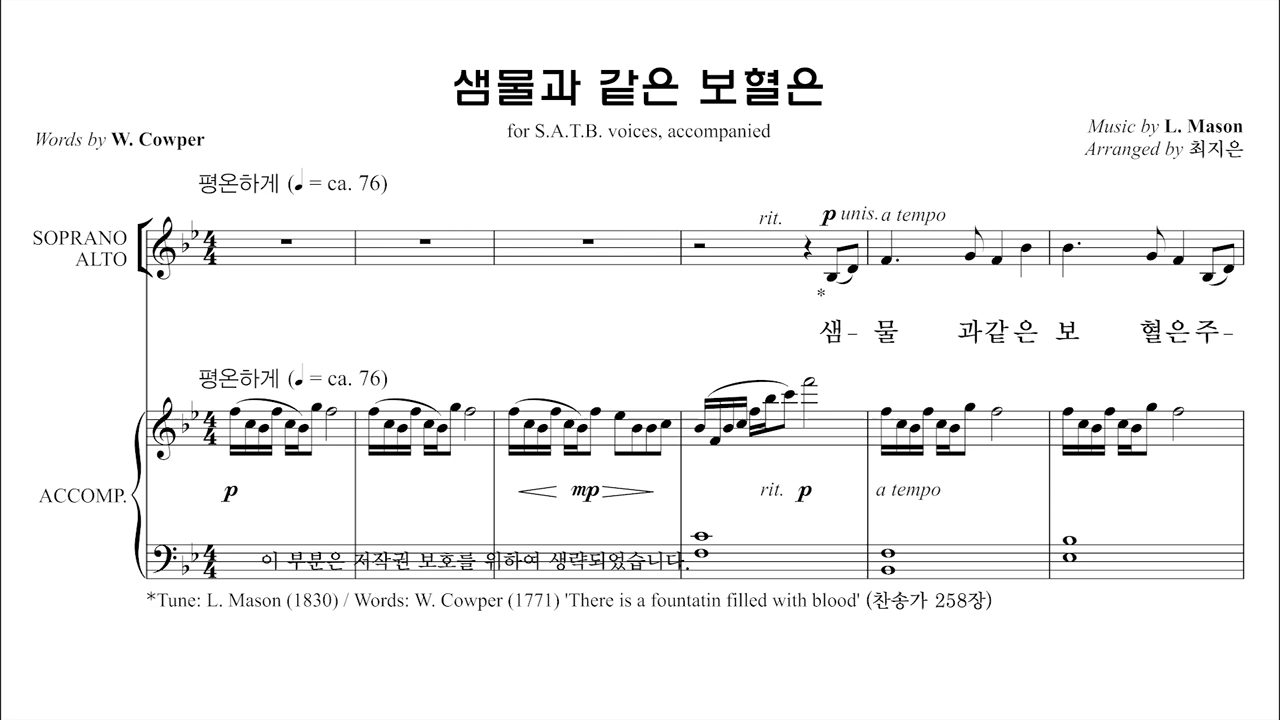 샘물과 같은 보혈은
for S.A.T.B. voices, accompanied
Words by W. Cowper
Music by L. Mason
Arranged by 최지은
평온하게 (♩ = ca. 76)
rit. p unis. a tempo
SOPRANO
ALTO
*
샘- 물 과같은 보 혈은주-
평온하게 (♩ = ca. 76)
ACCOMP.
p mp rit. p a tempo
이 부분은 저작권 보호를 위하여 생략되었습니다.
*Tune: L. Mason (1830) / Words: W. Cowper (1771) 'There is a fountatin filled with blood' (찬송가 258장)